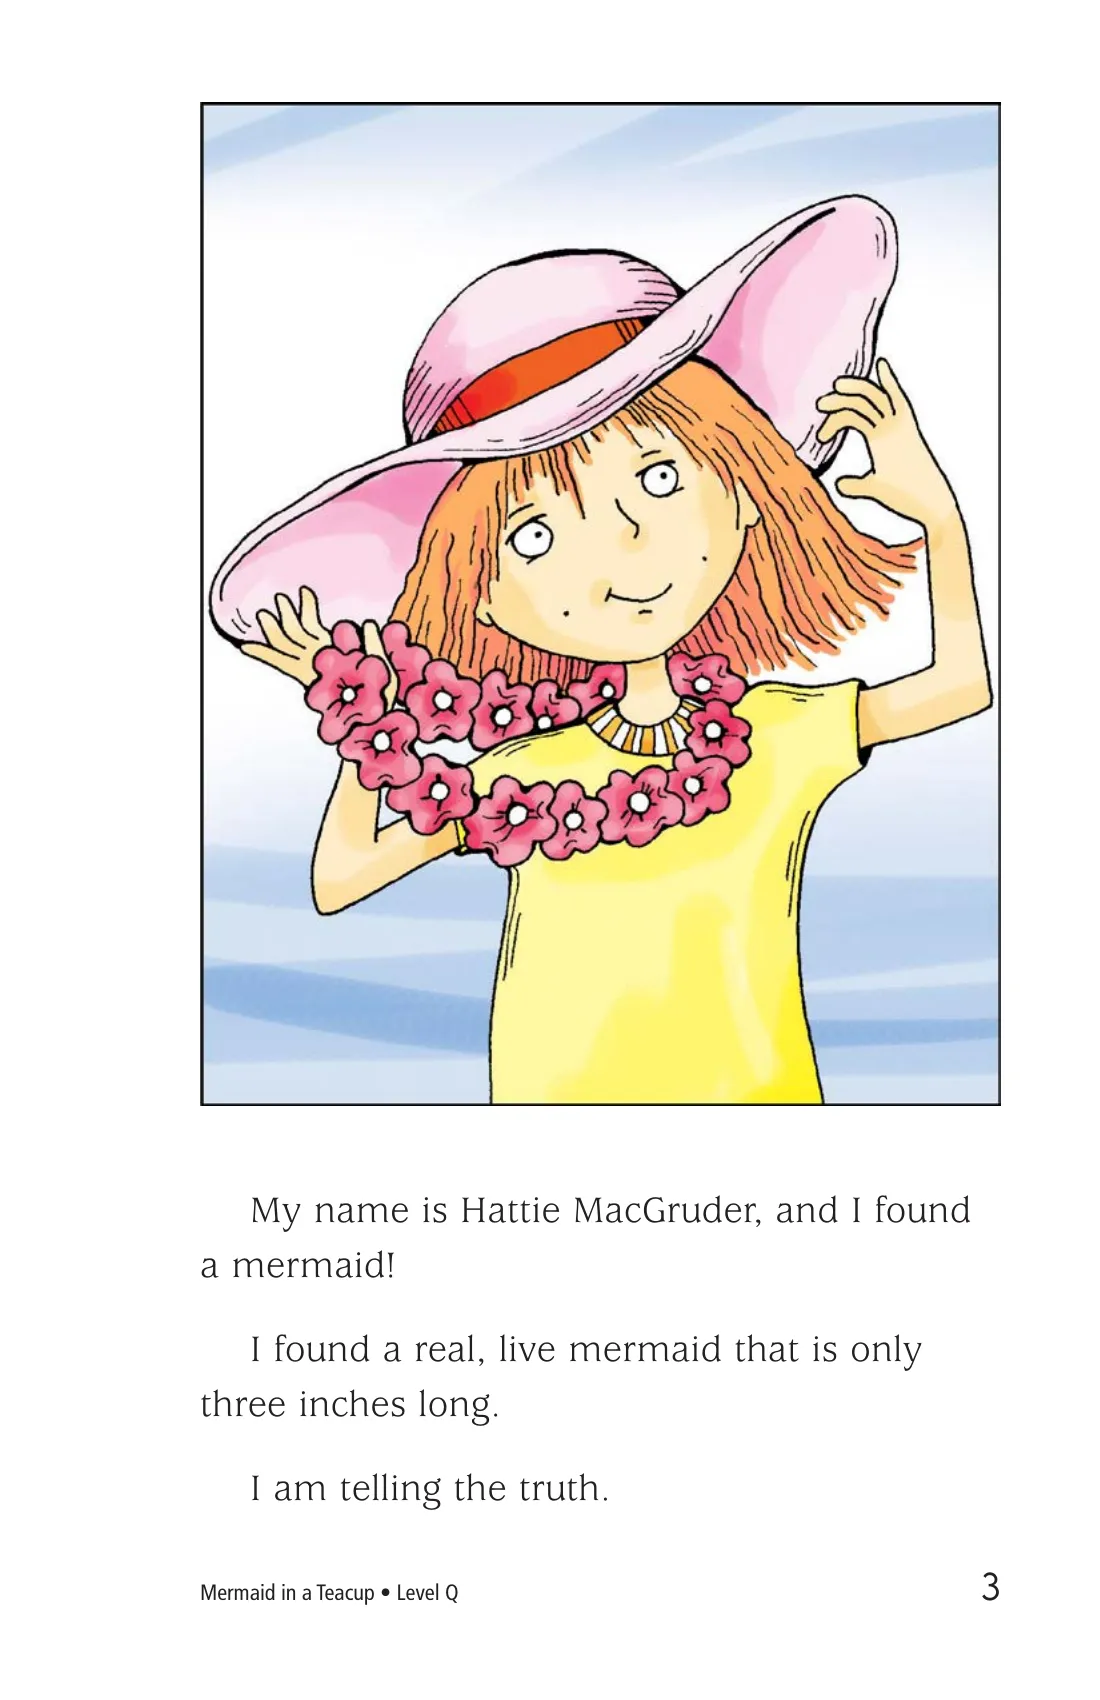 My name is Hattie MacGruder, and I found
a mermaid!
I found a real, live mermaid that is only
three inches long.
I am telling the truth.
Mermaid in a Teacup • Level Q
3